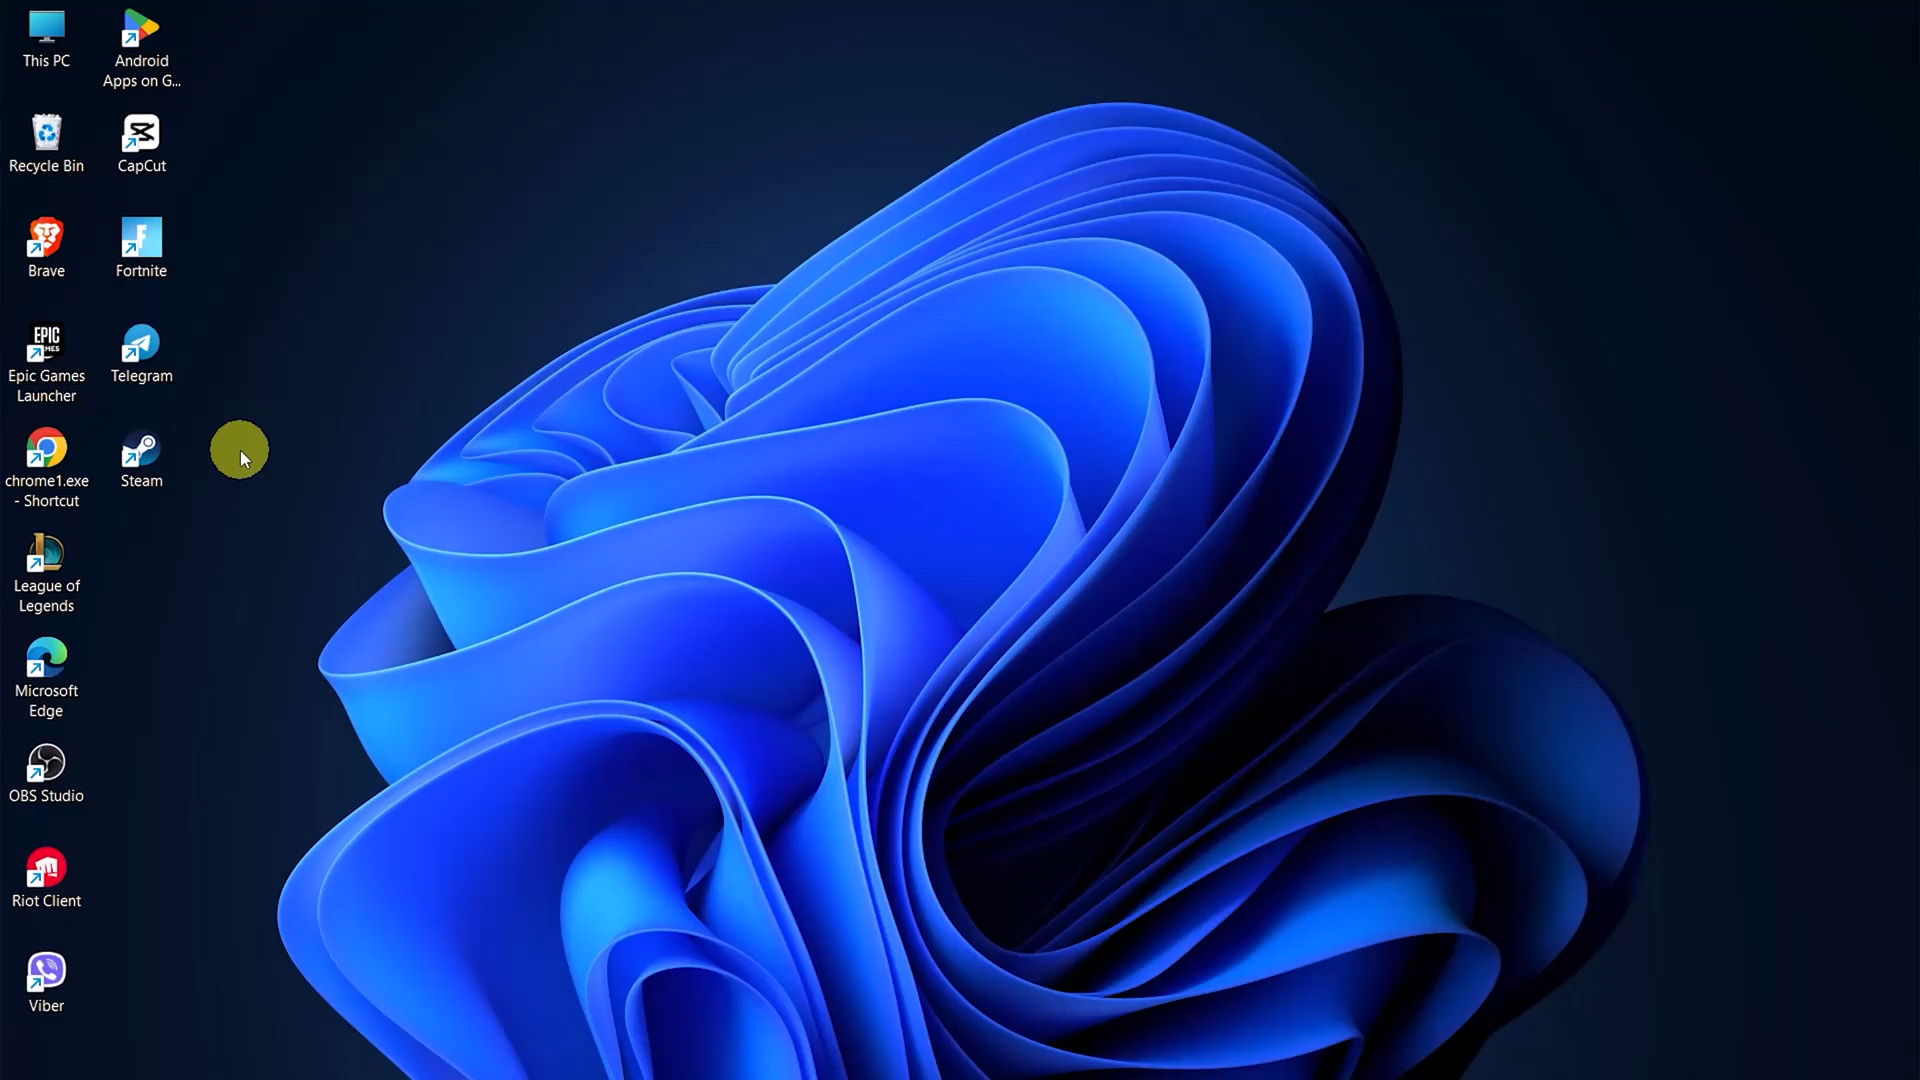 This PC
Android
Apps on G...
Recycle Bin
CapCut
Brave
Fortnite
EPIC
Epic Games
Launcher
Telegram
chrome1.exe
- Shortcut
Steam
League of
Legends
Microsoft
Edge
OBS Studio
Riot Client
Viber